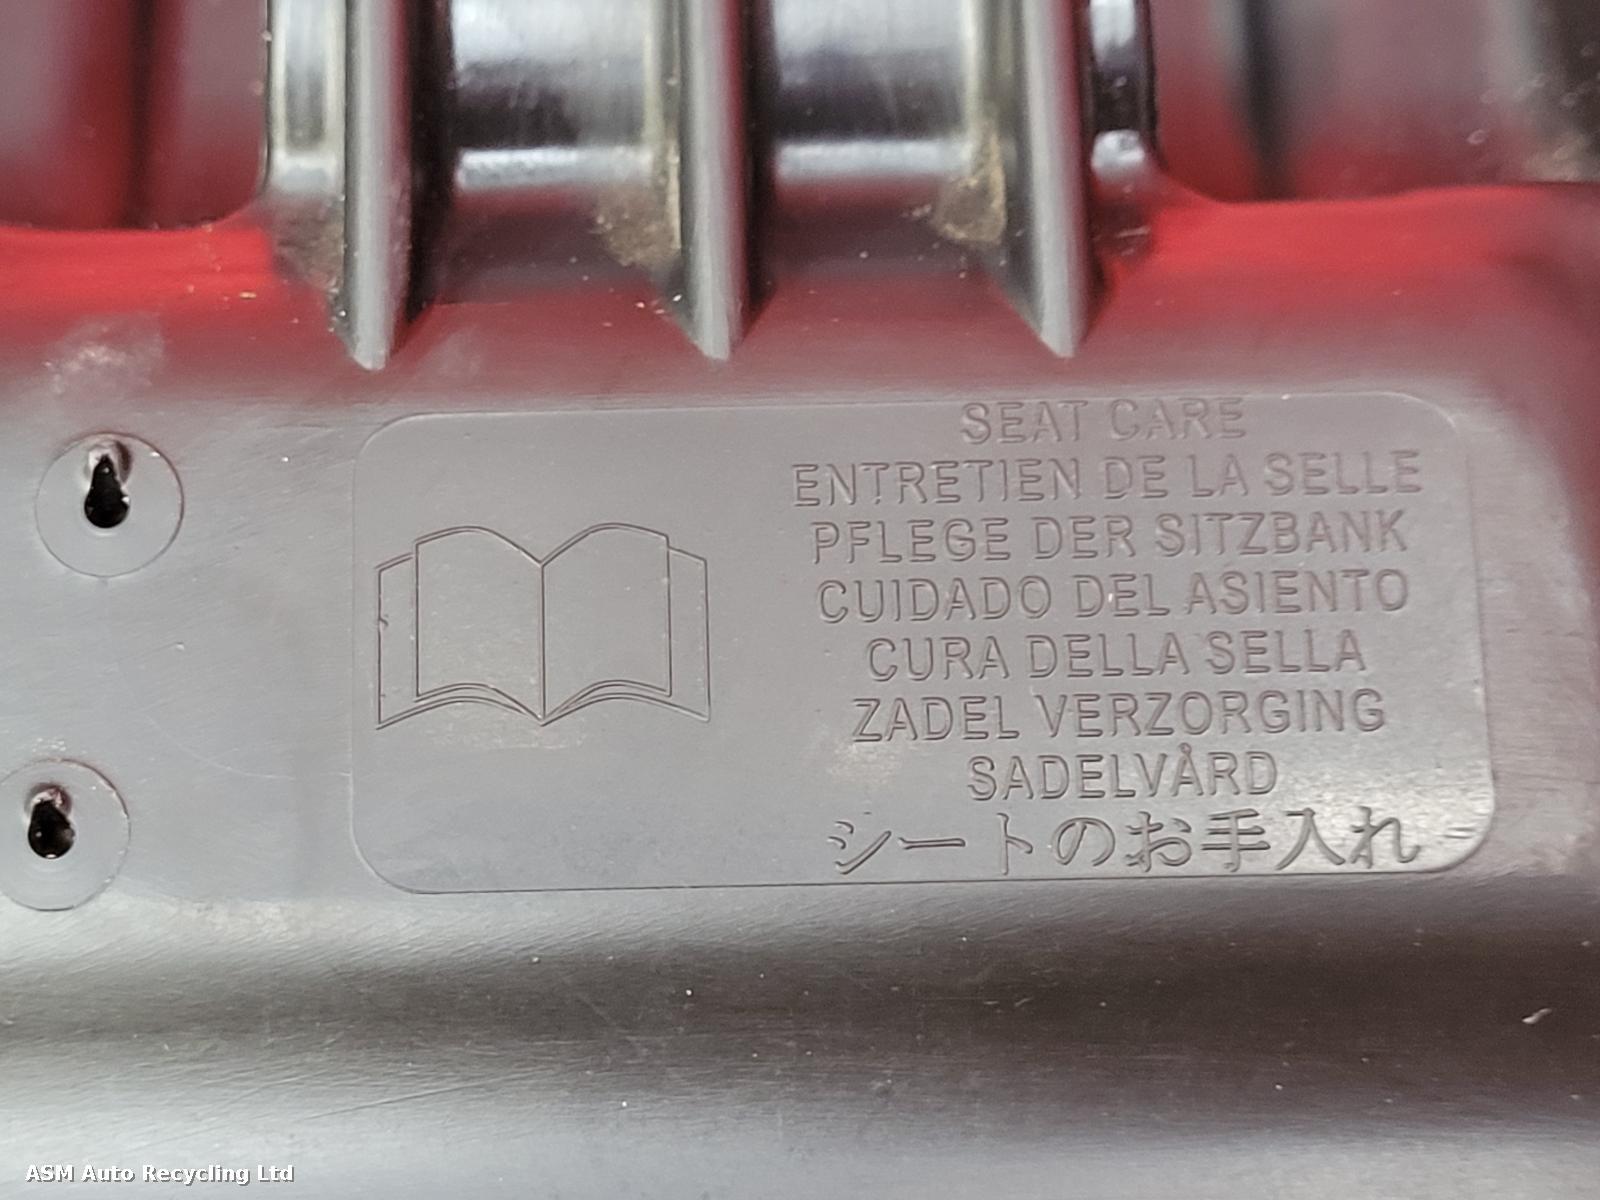 SEAT CARE
ENTRETIEN DE LA SELLE
PFLEGE DER SITZBANK
CUIDADO DEL ASIENTO
CURA DELLA SELLA
ZADEL VERZORGING
SADELVÅRD
シートのお手入れ
ASM Auto Recycling Ltd